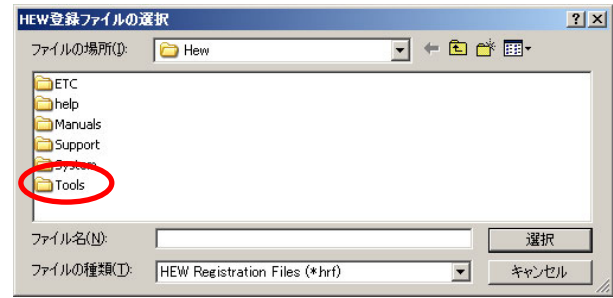 HEW登録ファイルの選択
ファイルの場所(I):
Hew
ETC
help
Manuals
Support
System
Tools
ファイル名(N):
選択
ファイルの種類(T):
HEW Registration Files (*hrf)
キャンセル